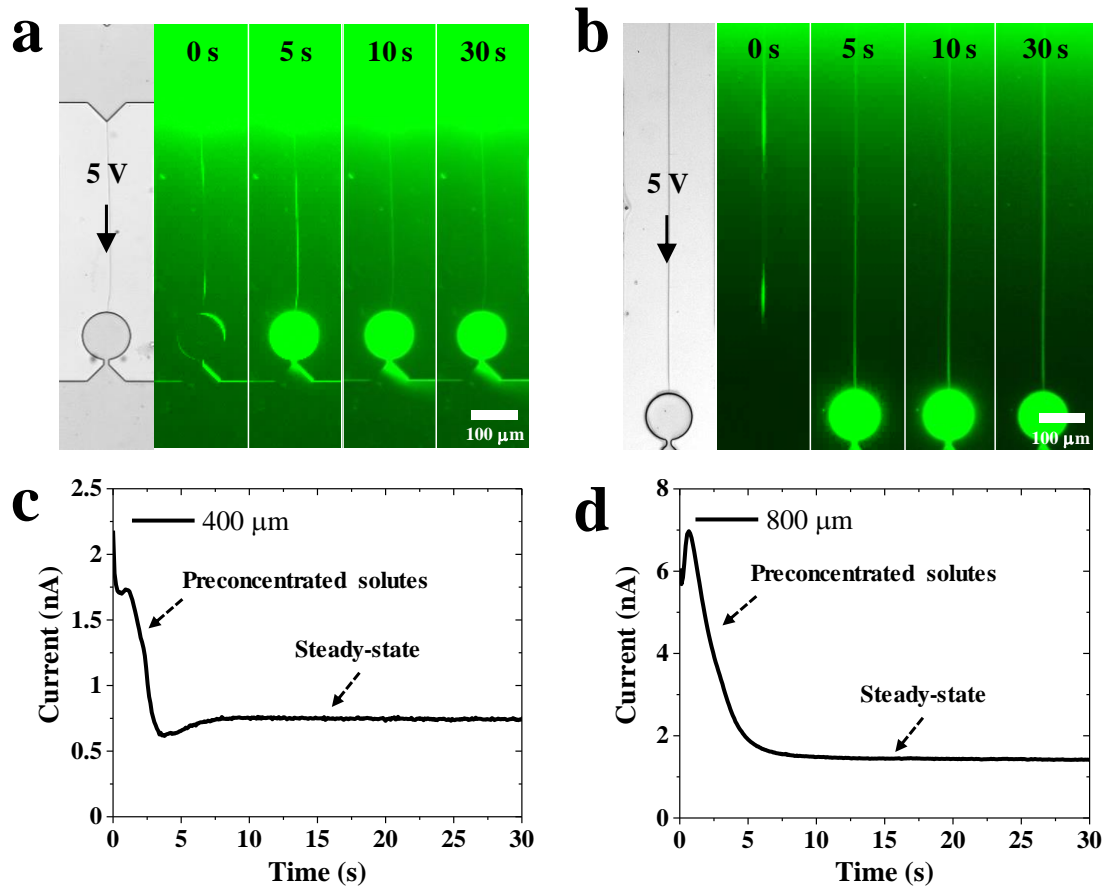 a
0 s
5 s
10 s
30 s
5 V
100 μm
b
0 s
5 s
10 s
30 s
5 V
100 μm
c
2.5
2
1.5
1
0.5
0
Current (nA)
400 μm
Preconcentrated solutes
Steady-state
0 5 10 15 20 25 30
Time (s)
d
8
6
4
2
0
Current (nA)
800 μm
Preconcentrated solutes
Steady-state
0 5 10 15 20 25 30
Time (s)